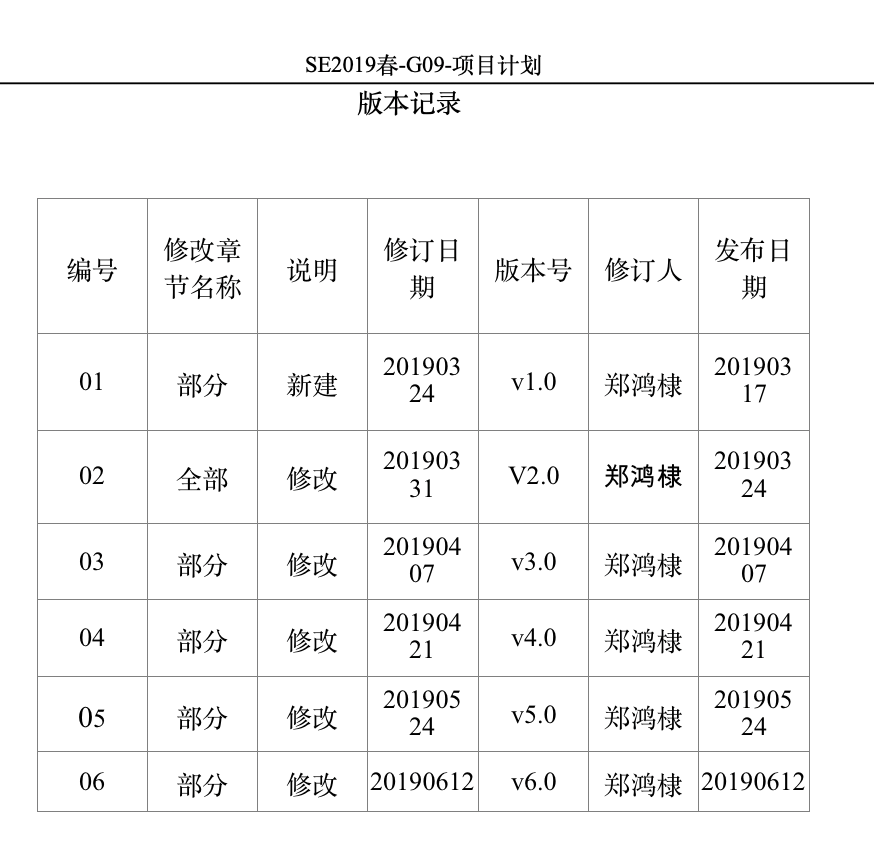 SE2019春-G09-项目计划
版本记录
编号 修改章节名称 说明 修订日期 版本号 修订人 发布日期
01 部分 新建 20190324 v1.0 郑鸿棣 20190317
02 全部 修改 20190331 V2.0 郑鸿棣 20190324
03 部分 修改 20190407 v3.0 郑鸿棣 20190407
04 部分 修改 20190421 v4.0 郑鸿棣 20190421
05 部分 修改 20190524 v5.0 郑鸿棣 20190524
06 部分 修改 20190612 v6.0 郑鸿棣 20190612